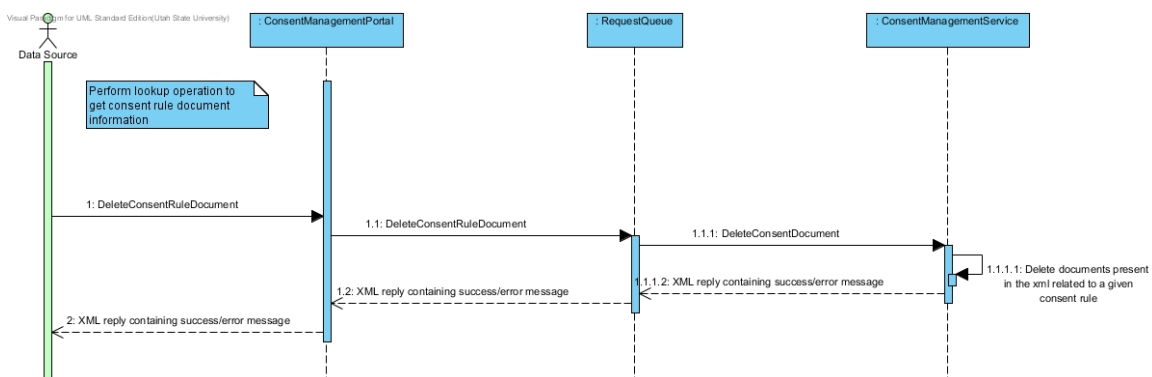 Visual Paradigm for UML Standard Edition(Utah State University)
: ConsentManagementPortal
: RequestQueue
: ConsentManagementService
Data Source
Perform lookup operation to
get consent rule document
information
1: DeleteConsentRuleDocument
1.1: DeleteConsentRuleDocument
1.1.1: DeleteConsentDocument
1.1.1.1: Delete documents present
in the xml related to a given
consent rule
1.1.1.2: XML reply containing success/error message
1.2: XML reply containing success/error message
2: XML reply containing success/error message